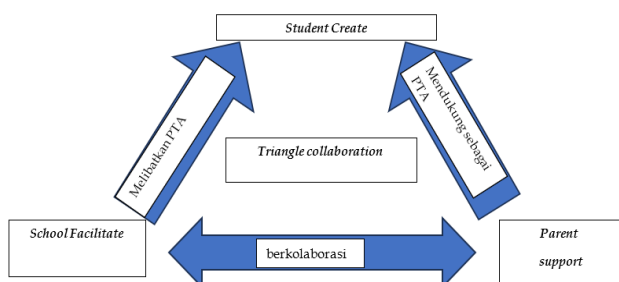 Student Create
Melibatkan PTA
Mendukung sebagai
PTA
Triangle collaboration
School Facilitate
berkolaborasi
Parent
support